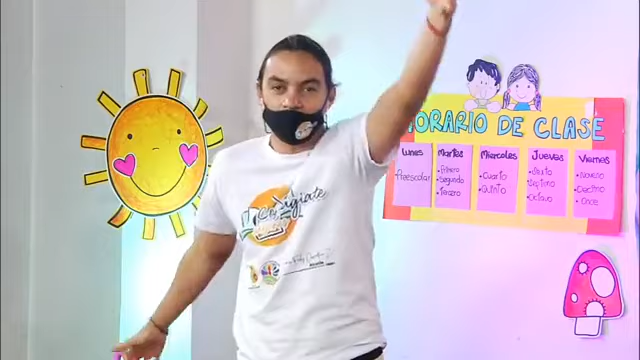 HORARIO DE CLASE
Lunes
Preescolar
Martes
• Primero
• Segundo
• Tercero
Miercoles
• Cuarto
• Quinto
Jueves
• Sexto
• Septimo
• Octavo
Viernes
• Noveno
• Decimo
• Once